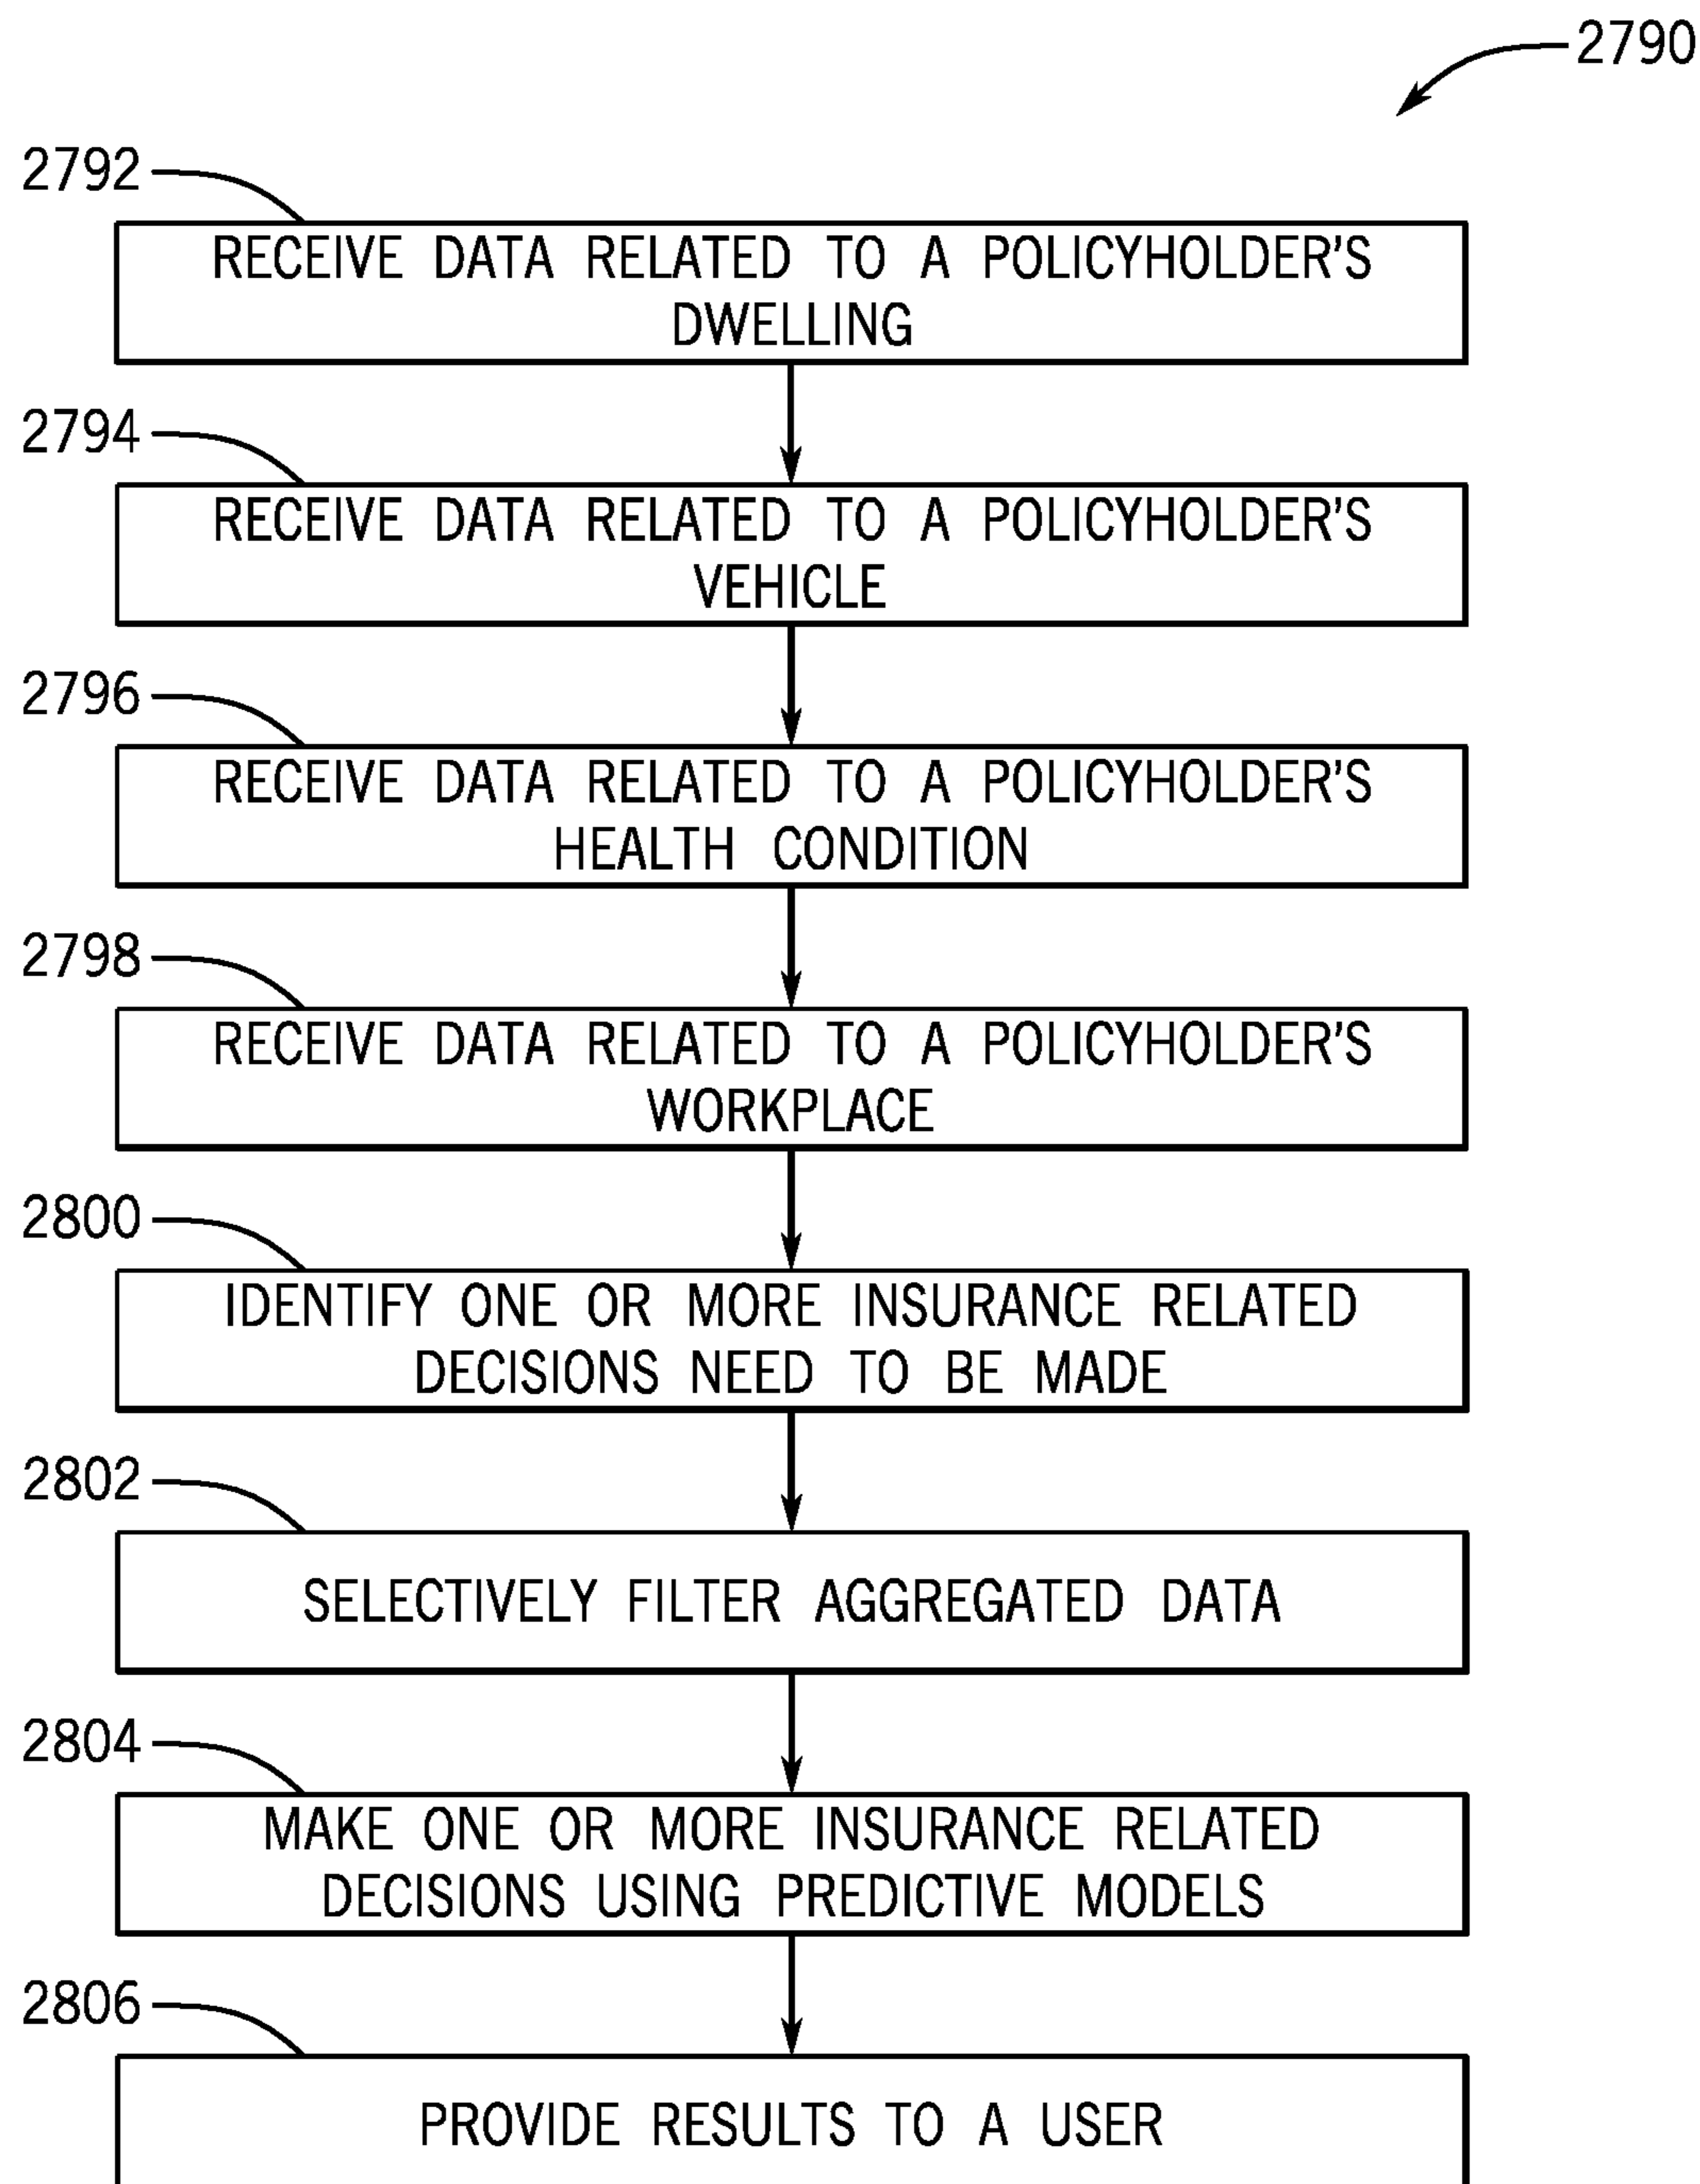 2790
2792
RECEIVE DATA RELATED TO A POLICYHOLDER'S
DWELLING
2794
RECEIVE DATA RELATED TO A POLICYHOLDER'S
VEHICLE
2796
RECEIVE DATA RELATED TO A POLICYHOLDER'S
HEALTH CONDITION
2798
RECEIVE DATA RELATED TO A POLICYHOLDER'S
WORKPLACE
2800
IDENTIFY ONE OR MORE INSURANCE RELATED
DECISIONS NEED TO BE MADE
2802
SELECTIVELY FILTER AGGREGATED DATA
2804
MAKE ONE OR MORE INSURANCE RELATED
DECISIONS USING PREDICTIVE MODELS
2806
PROVIDE RESULTS TO A USER